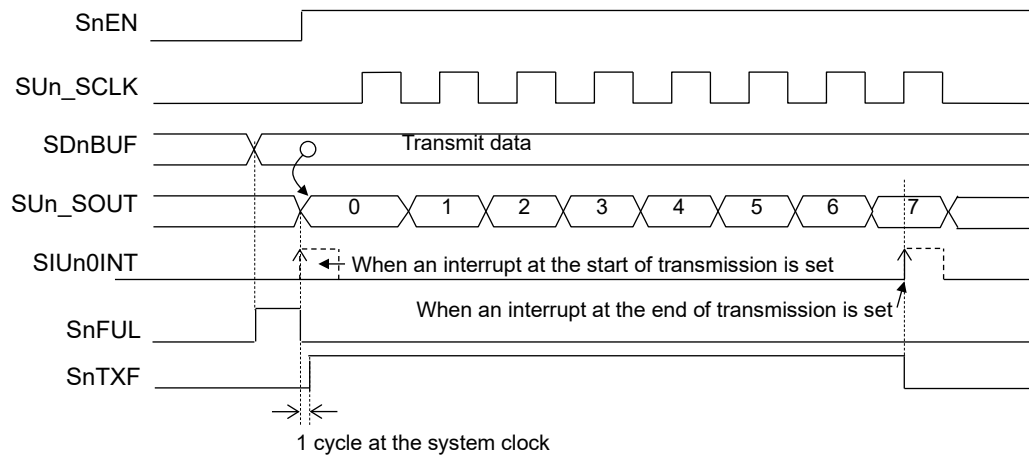 SnEN
SUn_SCLK
SDnBUF
Transmit data
SUn_SOUT
0 1 2 3 4 5 6 7
SIUn0INT
When an interrupt at the start of transmission is set
When an interrupt at the end of transmission is set
SnFUL
SnTXF
1 cycle at the system clock